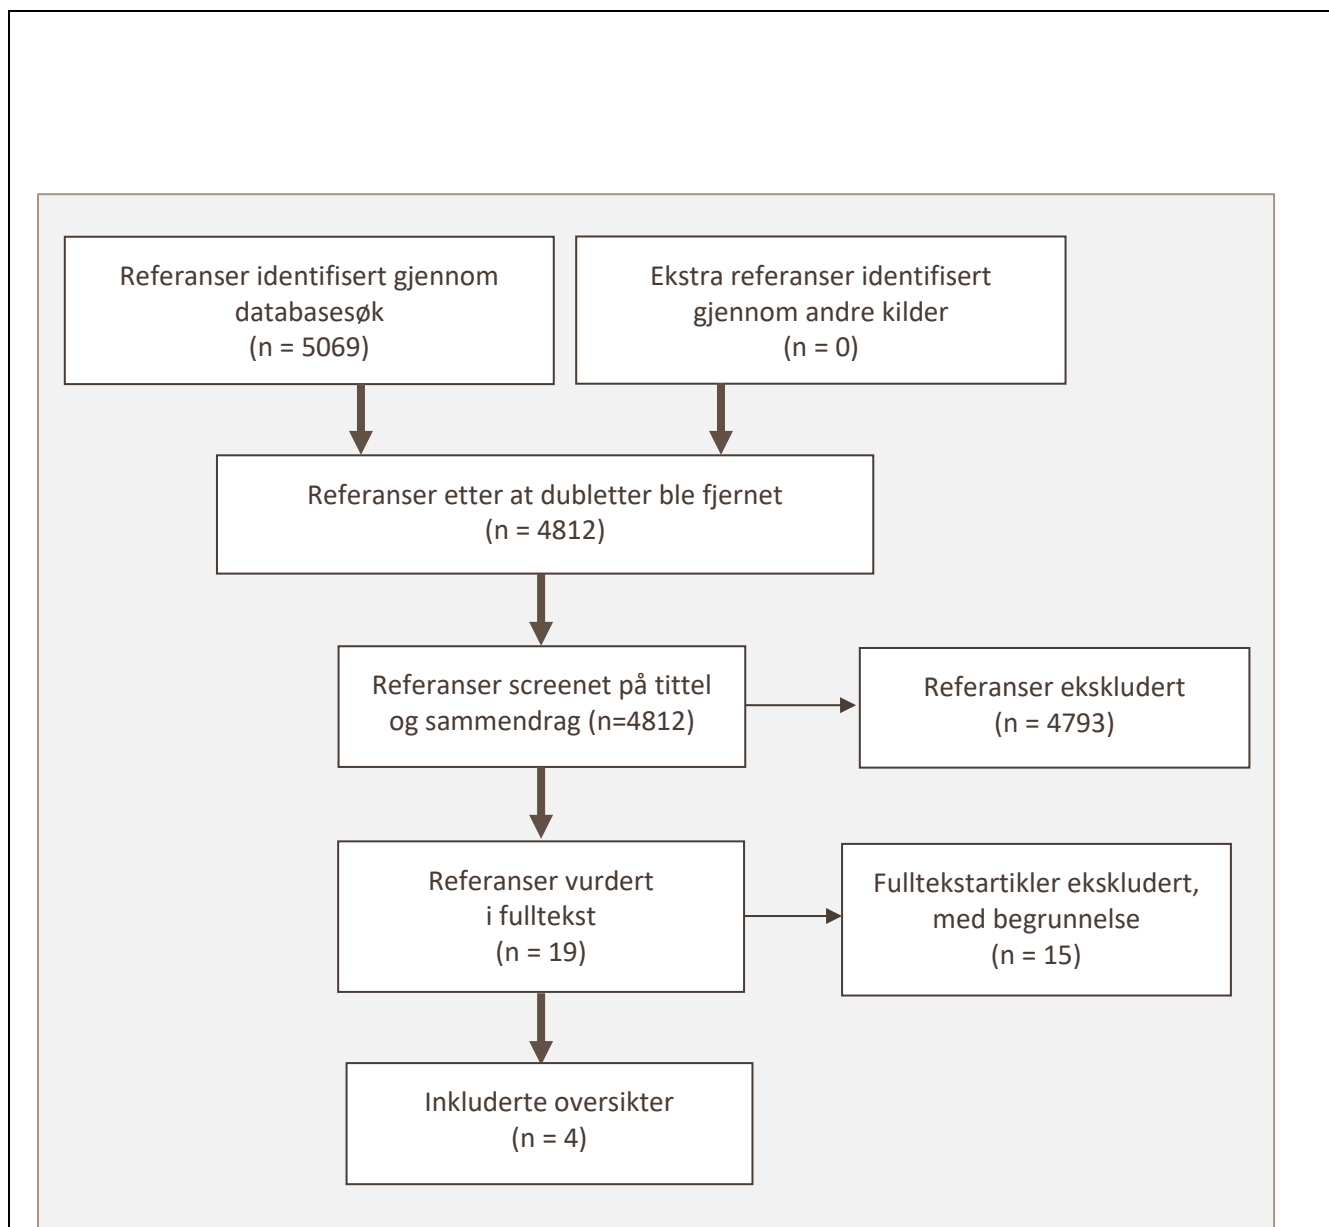 Referanser identifisert gjennom
databasesøk
(n = 5069)
Ekstra referanser identifisert
gjennom andre kilder
(n = 0)
Referanser etter at dubletter ble fjernet
(n = 4812)
Referanser screenet på tittel
og sammendrag (n=4812)
Referanser ekskludert
(n = 4793)
Referanser vurdert
i fulltekst
(n = 19)
Fulltekstartikler ekskludert,
med begrunnelse
(n = 15)
Inkluderte oversikter
(n = 4)